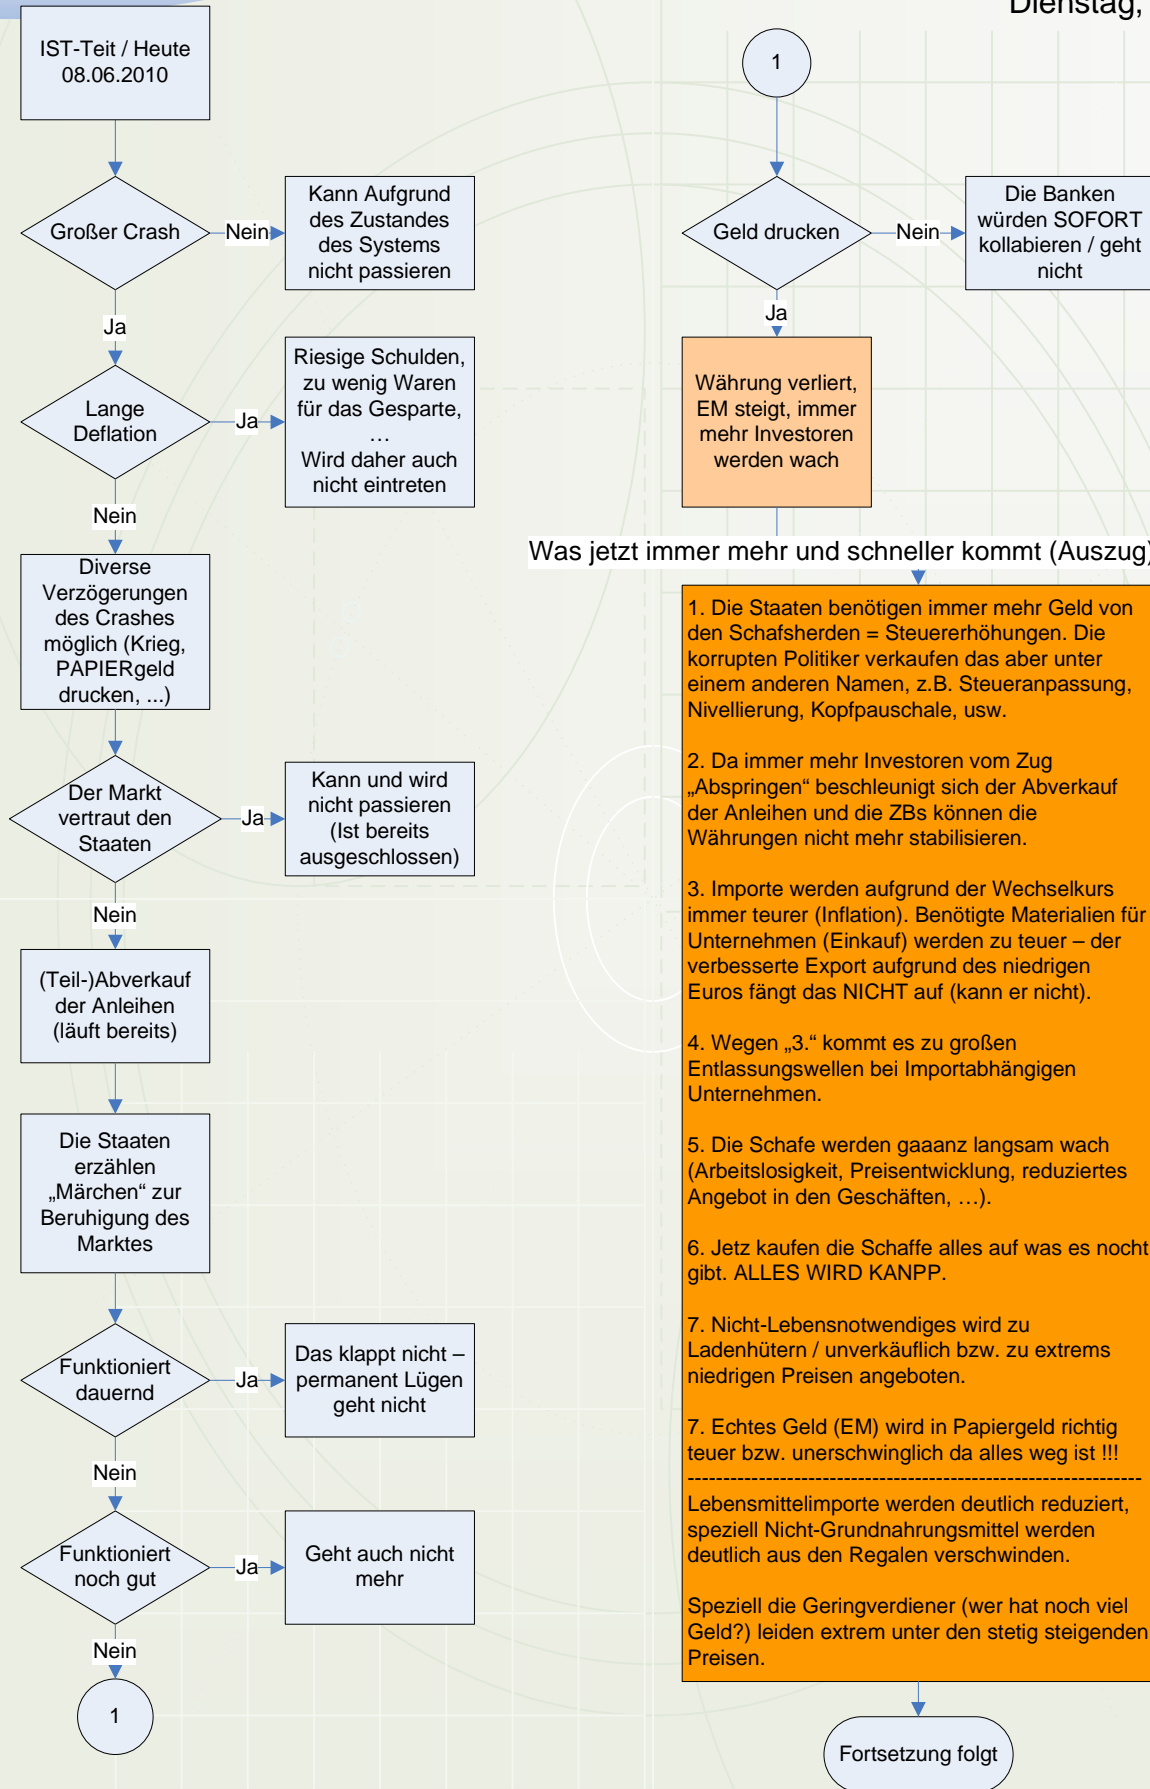 Dienstag,
IST-Teit / Heute
08.06.2010
Großer Crash
Nein
Kann Aufgrund
des Zustandes
des Systems
nicht passieren
Ja
Lange
Deflation
Ja
Riesige Schulden,
zu wenig Waren
für das Gesparte,
…
Wird daher auch
nicht eintreten
Nein
Diverse
Verzögerungen
des Crashes
möglich (Krieg,
PAPIERgeld
drucken, ...)
Der Markt
vertraut den
Staaten
Ja
Kann und wird
nicht passieren
(Ist bereits
ausgeschlossen)
Nein
(Teil-)Abverkauf
der Anleihen
(läuft bereits)
Die Staaten
erzählen
„Märchen“ zur
Beruhigung des
Marktes
Funktioniert
dauernd
Ja
Das klappt nicht –
permanent Lügen
geht nicht
Nein
Funktioniert
noch gut
Ja
Geht auch nicht
mehr
Nein
1
1
Geld drucken
Nein
Die Banken
würden SOFORT
kollabieren / geht
nicht
Ja
Währung verliert,
EM steigt, immer
mehr Investoren
werden wach
Was jetzt immer mehr und schneller kommt (Auszug)
1. Die Staaten benötigen immer mehr Geld von
den Schafsherden = Steuererhöhungen. Die
korrupten Politiker verkaufen das aber unter
einem anderen Namen, z.B. Steueranpassung,
Nivellierung, Kopfpauschale, usw.
2. Da immer mehr Investoren vom Zug
„Abspringen“ beschleunigt sich der Abverkauf
der Anleihen und die ZBs können die
Währungen nicht mehr stabilisieren.
3. Importe werden aufgrund der Wechselkurs
immer teurer (Inflation). Benötigte Materialien für
Unternehmen (Einkauf) werden zu teuer – der
verbesserte Export aufgrund des niedrigen
Euros fängt das NICHT auf (kann er nicht).
4. Wegen „3.“ kommt es zu großen
Entlassungswellen bei Importabhängigen
Unternehmen.
5. Die Schafe werden gaaanz langsam wach
(Arbeitslosigkeit, Preisentwicklung, reduziertes
Angebot in den Geschäften, …).
6. Jetz kaufen die Schaffe alles auf was es nocht
gibt. ALLES WIRD KANPP.
7. Nicht-Lebensnotwendiges wird zu
Ladenhütern / unverkäuflich bzw. zu extrems
niedrigen Preisen angeboten.
7. Echtes Geld (EM) wird in Papiergeld richtig
teuer bzw. unerschwinglich da alles weg ist !!!
----------------------------------------------------------------
Lebensmittelimporte werden deutlich reduziert,
speziell Nicht-Grundnahrungsmittel werden
deutlich aus den Regalen verschwinden.
Speziell die Geringverdiener (wer hat noch viel
Geld?) leiden extrem unter den stetig steigenden
Preisen.
Fortsetzung folgt